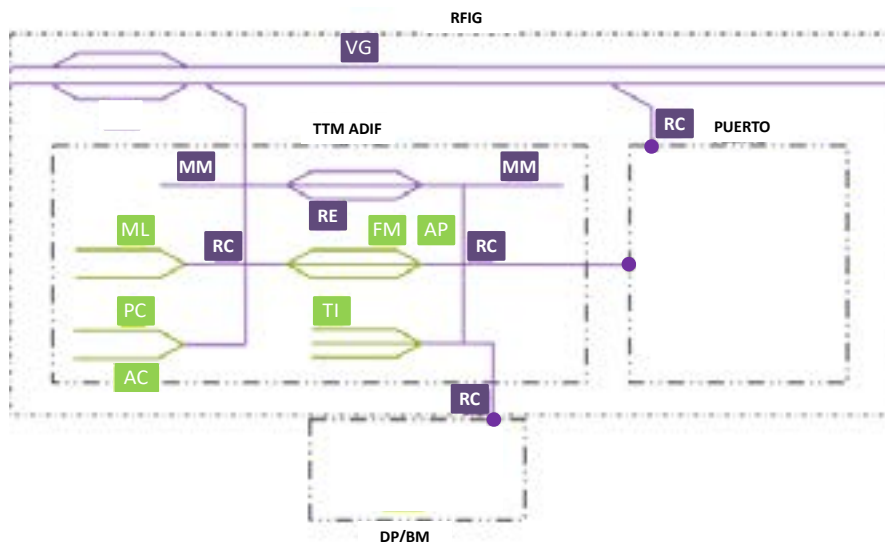 RFIG
VG
RC
TTM ADIF
PUERTO
MM
MM
RE
ML
FM
AP
RC
RC
PC
TI
AC
RC
DP/BM